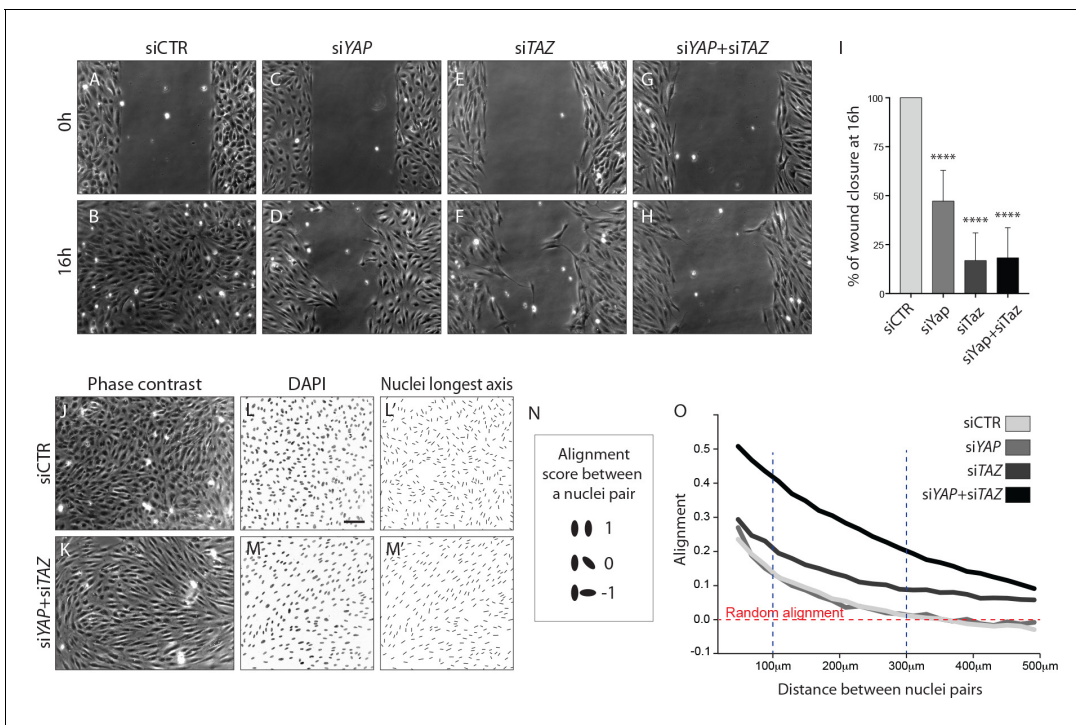 siCTR
siYAP
siTAZ
siYAP+siTAZ
I
0h
A
C
E
G
16h
B
D
F
H
% of wound closure at 16h
100
75
50
25
0
****
****
****
siCTR
siYap
siTaz
siYap+siTaz
Phase contrast
DAPI
Nuclei longest axis
siCTR
J
L
L'
siYAP+siTAZ
K
M
M'
N
Alignment
score between
a nuclei pair
1
0
-1
O
siCTR
siYAP
siTAZ
siYAP+siTAZ
Alignment
0.5
0.4
0.3
0.2
0.1
0.0
-0.1
Random alignment
100μm
200μm
300μm
400μm
500μm
Distance between nuclei pairs